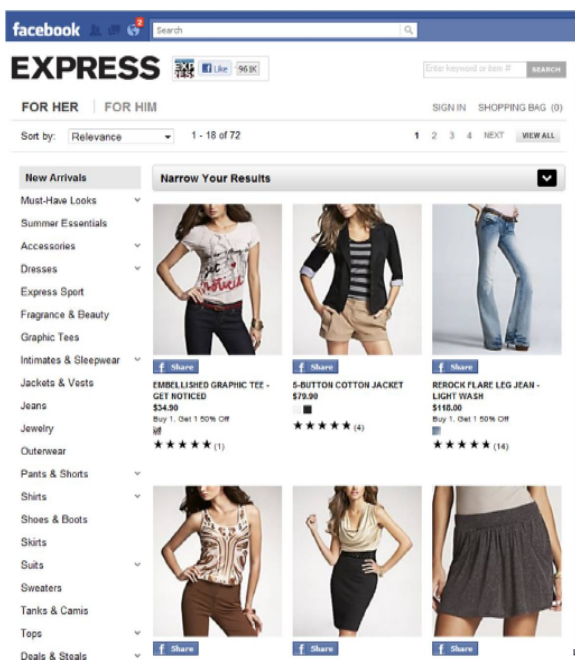 facebook 2 Search
EXPRESS Like 961K Enter keyword or item # SEARCH
FOR HER FOR HIM SIGN IN SHOPPING BAG (0)
Sort by: Relevance 1 - 18 of 72 1 2 3 4 NEXT VIEW ALL
New Arrivals
Must-Have Looks
Summer Essentials
Accessories
Dresses
Express Sport
Fragrance & Beauty
Graphic Tees
Intimates & Sleepwear
Jackets & Vests
Jeans
Jewelry
Outerwear
Pants & Shorts
Shirts
Shoes & Boots
Skirts
Suits
Sweaters
Tanks & Camis
Tops
Deals & Steals
Narrow Your Results
f Share
EMBELLISHED GRAPHIC TEE -
GET NOTICED
$34.90
Buy 1, Get 1 50% Off
(1)
f Share
5-BUTTON COTTON JACKET
$79.90
(4)
f Share
REROCK FLARE LEG JEAN -
LIGHT WASH
$118.00
Buy 1, Get 1 50% Off
(14)
f Share
f Share
f Share